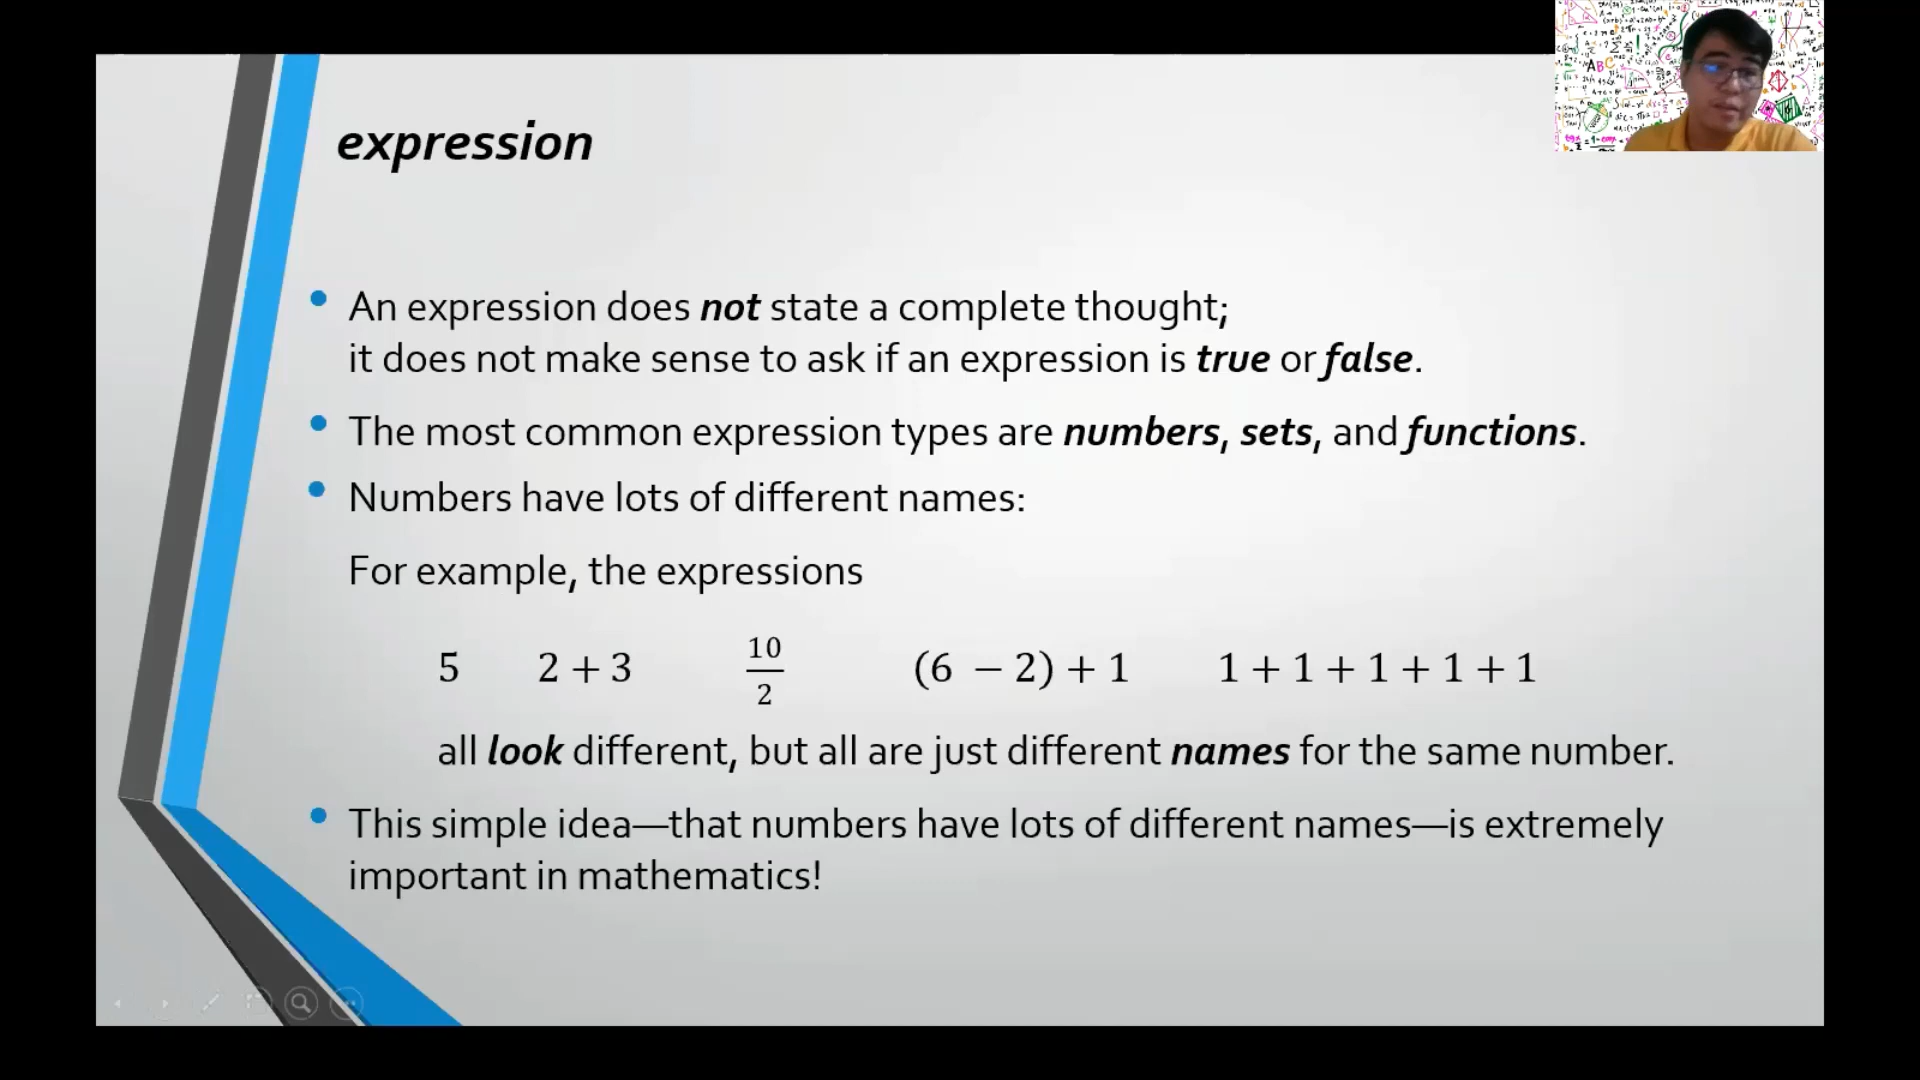 expression
An expression does not state a complete thought;
it does not make sense to ask if an expression is true or false.
The most common expression types are numbers, sets, and functions.
Numbers have lots of different names:
For example, the expressions
5 2 + 3 10/2 (6 − 2) + 1 1 + 1 + 1 + 1 + 1
all look different, but all are just different names for the same number.
This simple idea—that numbers have lots of different names—is extremely
important in mathematics!